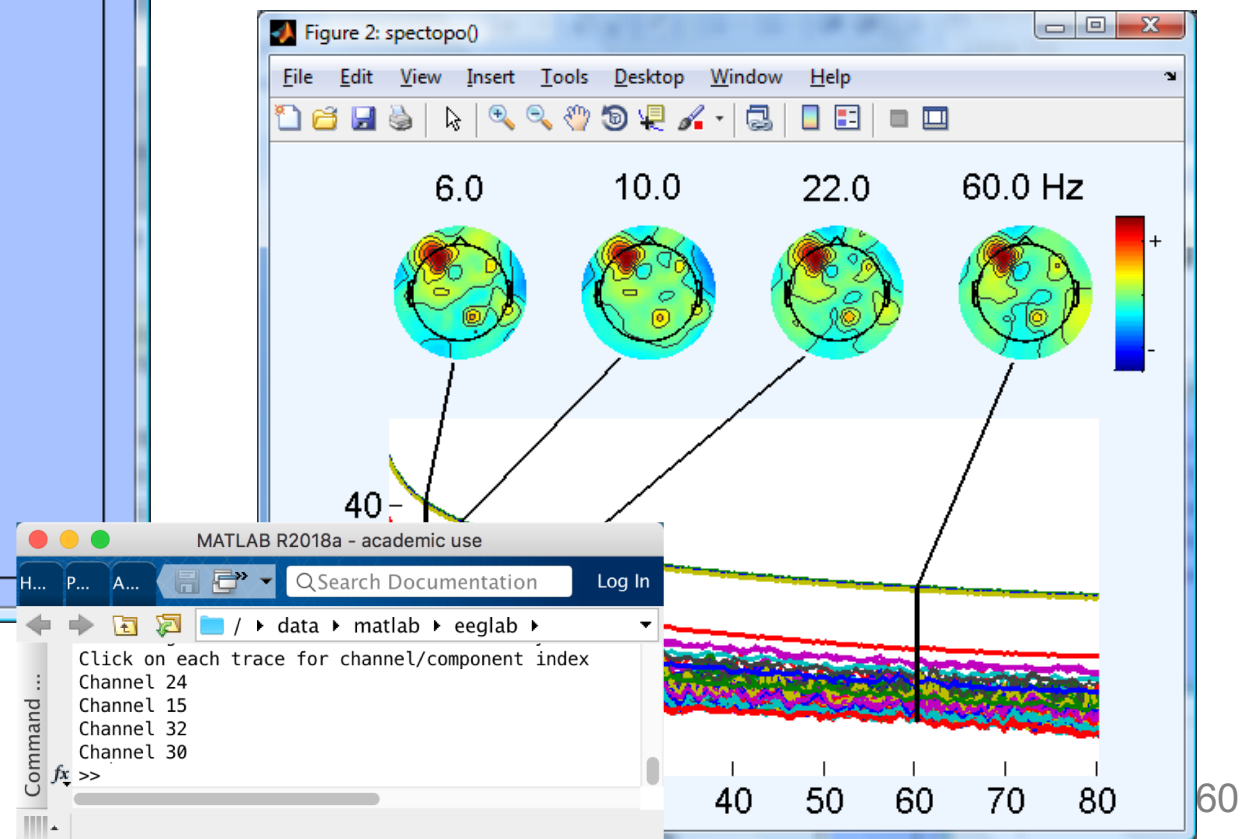 Figure 2: spectopo()
File Edit View Insert Tools Desktop Window Help
6.0 10.0 22.0 60.0 Hz
+
-
40
MATLAB R2018a - academic use
H... P... A... Search Documentation Log In
/ data matlab eeglab
Click on each trace for channel/component index
Channel 24
Channel 15
Channel 32
Channel 30
fx >>
Command ...
40 50 60 70 80
60